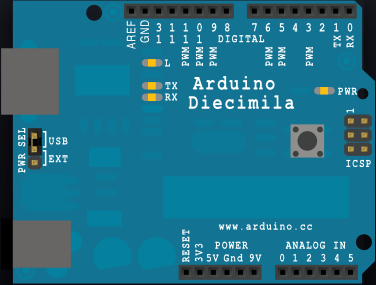 AREF
GND
13
12
11
10
9
8
7
6
5
4
3
2
1
0
PWM
PWM
PWM
PWM
PWM
PWM
TX
RX
DIGITAL
L
TX
RX
Arduino
Diecimila
PWR
1
ICSP
PWR SEL
USB
EXT
www.arduino.cc
RESET
3V3
5V Gnd 9V
POWER
ANALOG IN
0 1 2 3 4 5